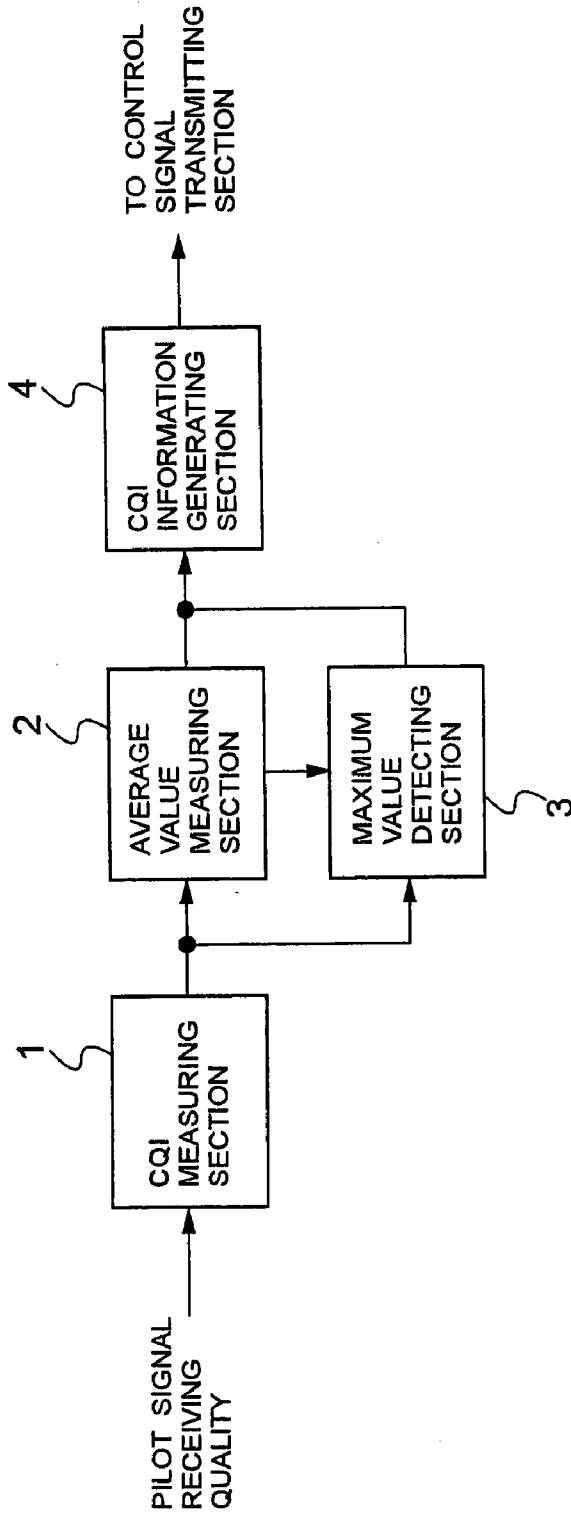 PILOT SIGNAL
RECEIVING
QUALITY
1
CQI
MEASURING
SECTION
2
AVERAGE
VALUE
MEASURING
SECTION
MAXIMUM
VALUE
DETECTING
SECTION
3
4
CQI
INFORMATION
GENERATING
SECTION
TO CONTROL
SIGNAL
TRANSMITTING
SECTION